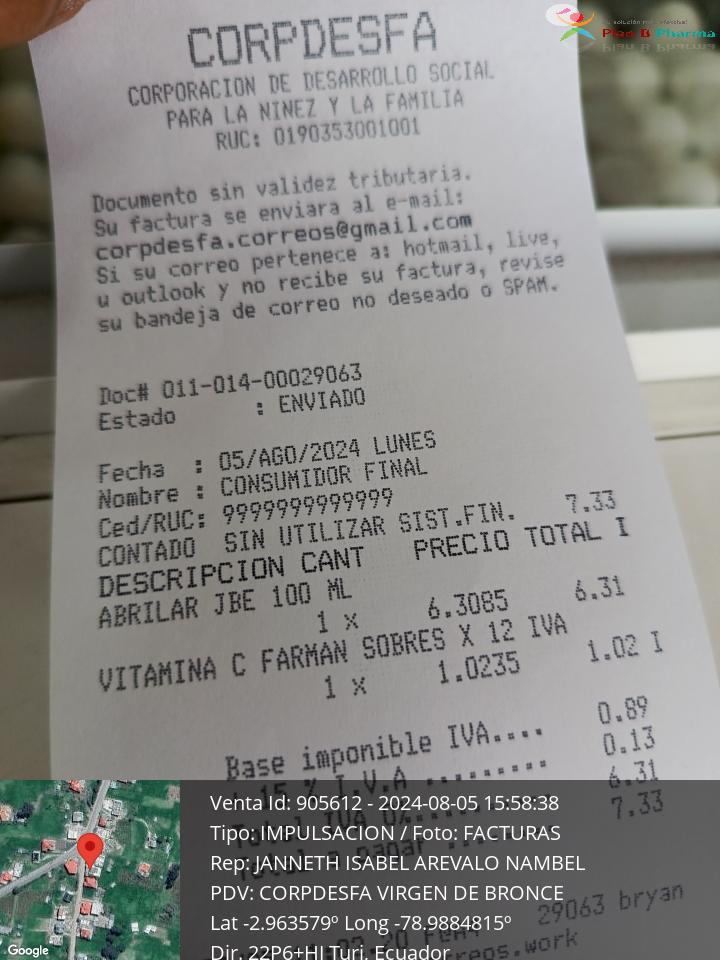 CORPDESFA
CORPORACION DE DESARROLLO SOCIAL
PARA LA NINEZ Y LA FAMILIA
RUC: 0190353001001
Plan B Pharma
Documento sin validez tributaria.
Su factura se enviara al e-mail:
corpdesfa.correos@gmail.com
Si su correo pertenece a: hotmail, live,
u outlook y no recibe su factura, revise
su bandeja de correo no deseado o SPAM.
Doc# 011-014-00029063
Estado : ENVIADO
Fecha : 05/AGO/2024 LUNES
Nombre : CONSUMIDOR FINAL
Ced/RUC: 9999999999999
CONTADO SIN UTILIZAR SIST.FIN. 7.33
DESCRIPCION CANT PRECIO TOTAL I
ABRILAR JBE 100 ML
1 x 6.3085 6.31
VITAMINA C FARMAN SOBRES X 12 IVA
1 x 1.0235 1.02 I
Base imponible IVA.... 0.89
15 % I.V.A ......... 0.13
Total IVA 0%......... 6.31
Total a pagar ....... 7.33
29063 bryan
Venta Id: 905612 - 2024-08-05 15:58:38
Tipo: IMPULSACION / Foto: FACTURAS
Rep: JANNETH ISABEL AREVALO NAMBEL
PDV: CORPDESFA VIRGEN DE BRONCE
Lat -2.963579º Long -78.9884815º
Dir. 22P6+HJ Turi, Ecuador
Google